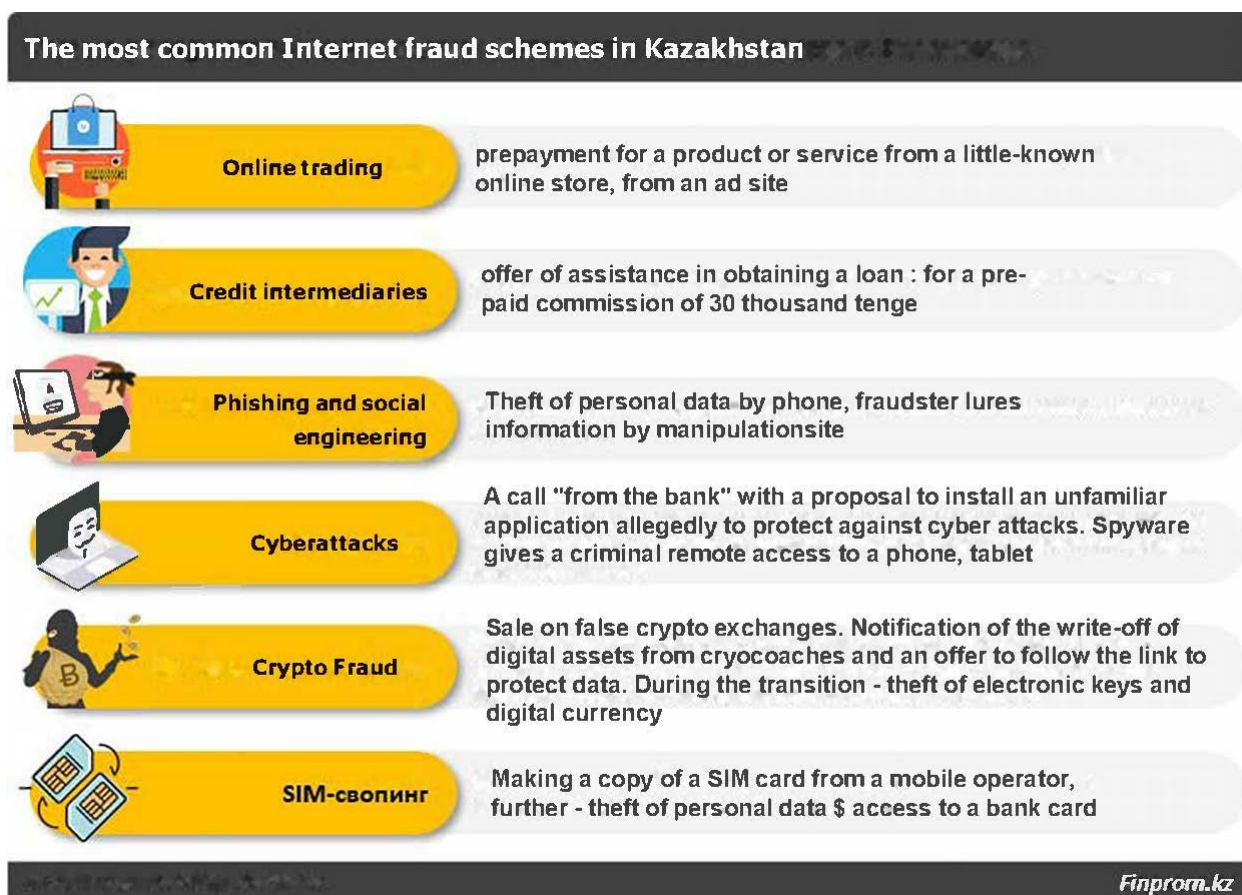 The most common Internet fraud schemes in Kazakhstan
Online trading
prepayment for a product or service from a little-known
online store, from an ad site
Credit intermediaries
offer of assistance in obtaining a loan : for a pre-
paid commission of 30 thousand tenge
Phishing and social
engineering
Theft of personal data by phone, fraudster lures
information by manipulationsite
Cyberattacks
A call "from the bank" with a proposal to install an unfamiliar
application allegedly to protect against cyber attacks. Spyware
gives a criminal remote access to a phone, tablet
Crypto Fraud
Sale on false crypto exchanges. Notification of the write-off of
digital assets from cryocoaches and an offer to follow the link to
protect data. During the transition - theft of electronic keys and
digital currency
SIM-свопинг
Making a copy of a SIM card from a mobile operator,
further - theft of personal data $ access to a bank card
Finprom.kz